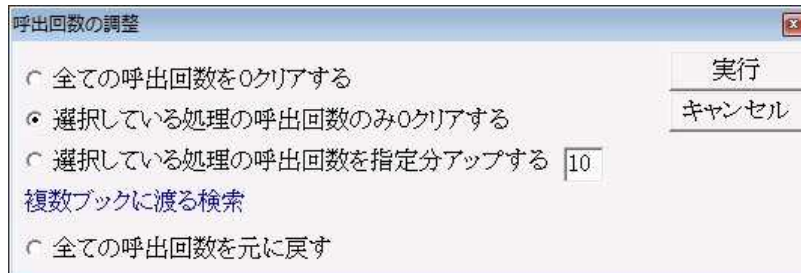 呼出回数の調整
全ての呼出回数を0クリアする
実行
選択している処理の呼出回数のみ0クリアする
キャンセル
選択している処理の呼出回数を指定分アップする 10
複数ブックに渡る検索
全ての呼出回数を元に戻す